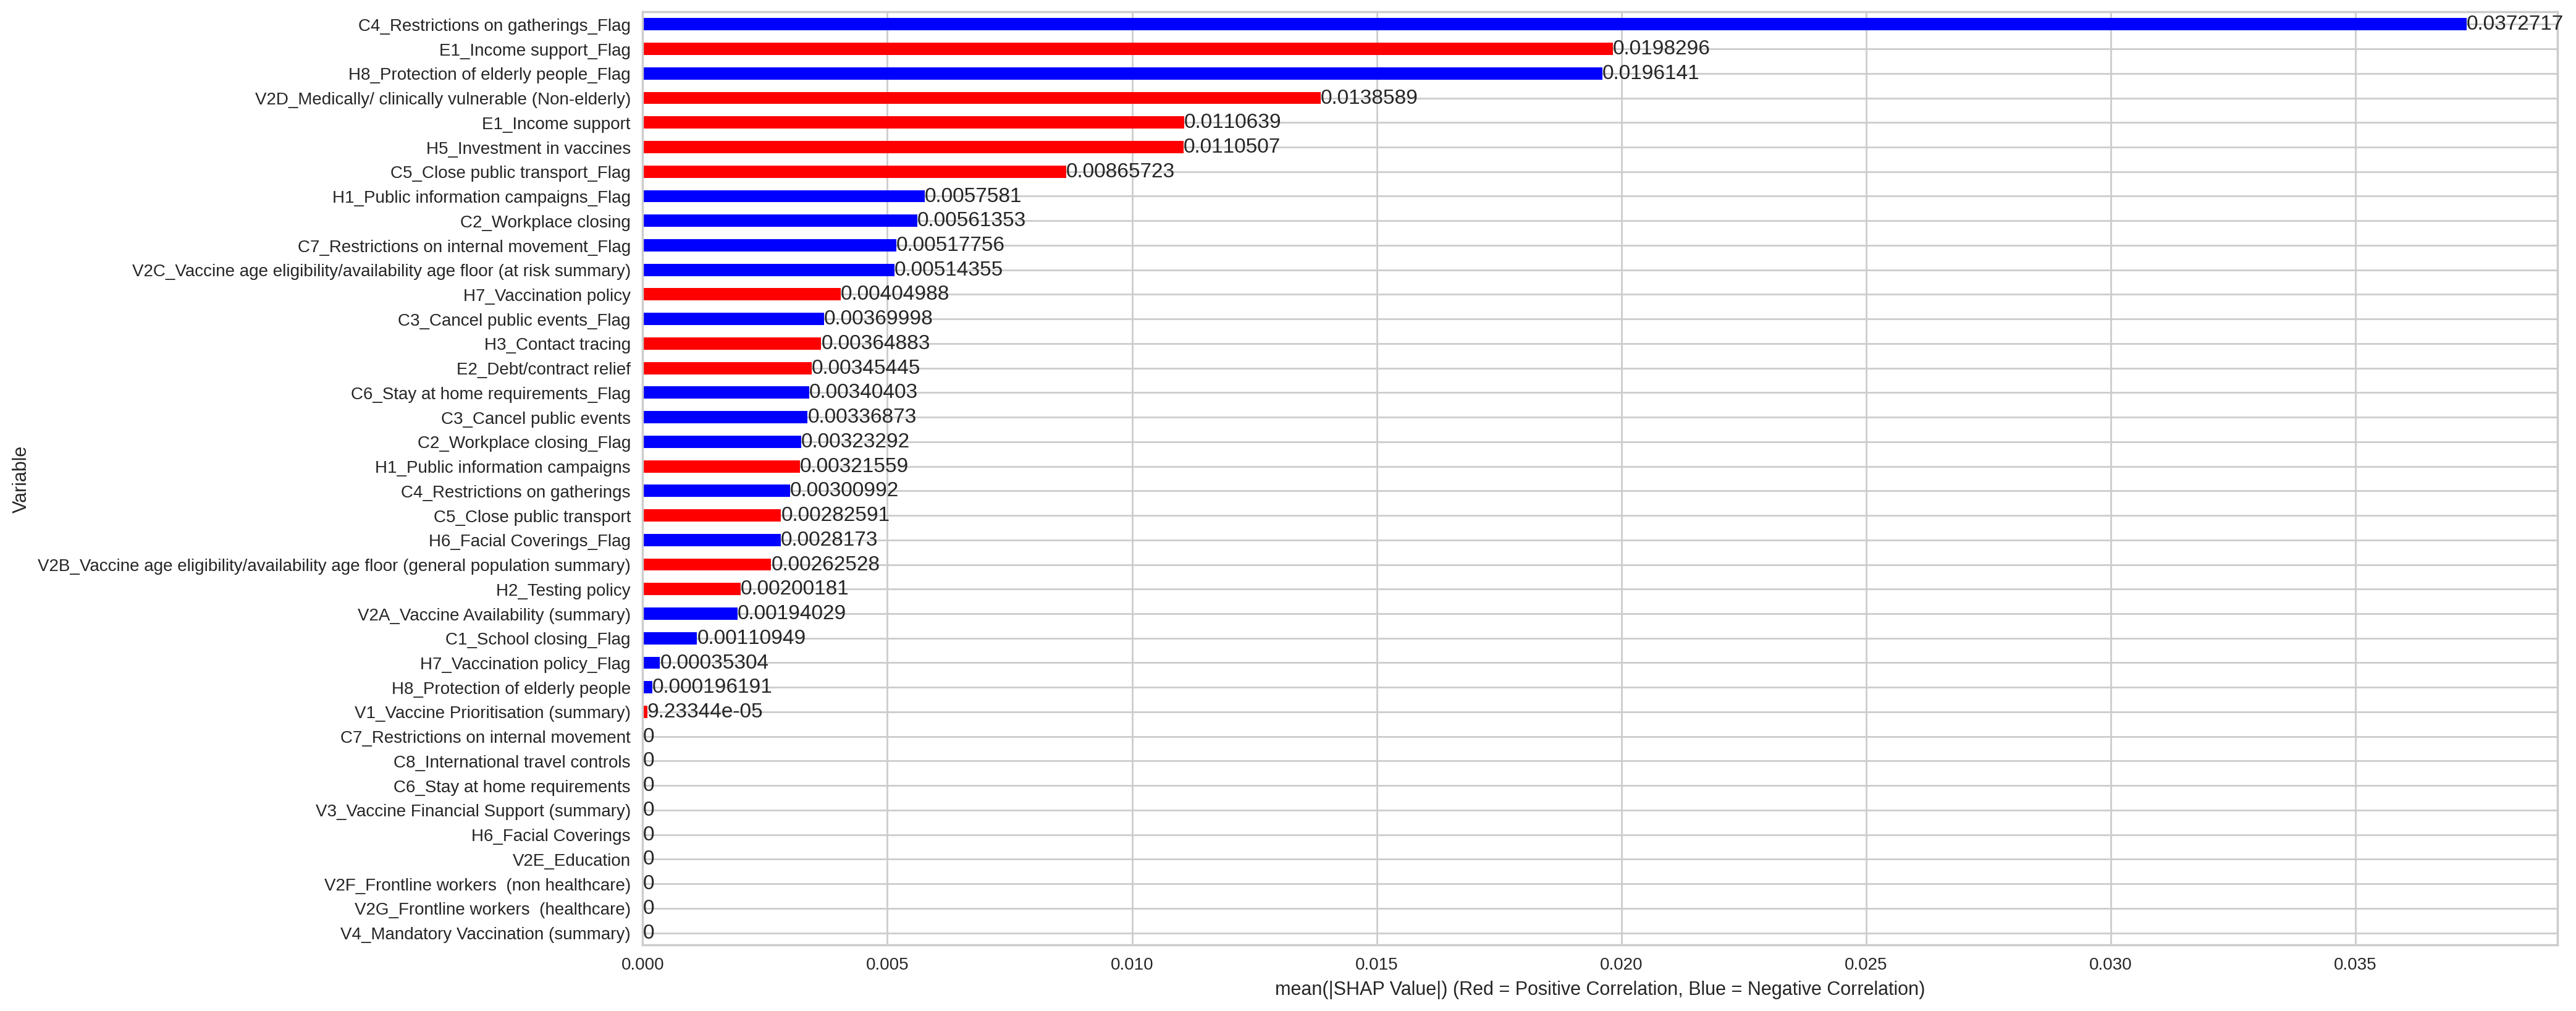 C4_Restrictions on gatherings_Flag 0.0372717
E1_Income support_Flag 0.0198296
H8_Protection of elderly people_Flag 0.0196141
V2D_Medically/ clinically vulnerable (Non-elderly) 0.0138589
E1_Income support 0.0110639
H5_Investment in vaccines 0.0110507
C5_Close public transport_Flag 0.00865723
H1_Public information campaigns_Flag 0.0057581
C2_Workplace closing 0.00561353
C7_Restrictions on internal movement_Flag 0.00517756
V2C_Vaccine age eligibility/availability age floor (at risk summary) 0.00514355
H7_Vaccination policy 0.00404988
C3_Cancel public events_Flag 0.00369998
H3_Contact tracing 0.00364883
E2_Debt/contract relief 0.00345445
C6_Stay at home requirements_Flag 0.00340403
C3_Cancel public events 0.00336873
C2_Workplace closing_Flag 0.00323292
H1_Public information campaigns 0.00321559
C4_Restrictions on gatherings 0.00300992
C5_Close public transport 0.00282591
H6_Facial Coverings_Flag 0.0028173
V2B_Vaccine age eligibility/availability age floor (general population summary) 0.00262528
H2_Testing policy 0.00200181
V2A_Vaccine Availability (summary) 0.00194029
C1_School closing_Flag 0.00110949
H7_Vaccination policy_Flag 0.00035304
H8_Protection of elderly people 0.000196191
V1_Vaccine Prioritisation (summary) 9.23344e-05
C7_Restrictions on internal movement 0
C8_International travel controls 0
C6_Stay at home requirements 0
V3_Vaccine Financial Support (summary) 0
H6_Facial Coverings 0
V2E_Education 0
V2F_Frontline workers  (non healthcare) 0
V2G_Frontline workers  (healthcare) 0
V4_Mandatory Vaccination (summary) 0
Variable
0.000 0.005 0.010 0.015 0.020 0.025 0.030 0.035
mean(|SHAP Value|) (Red = Positive Correlation, Blue = Negative Correlation)